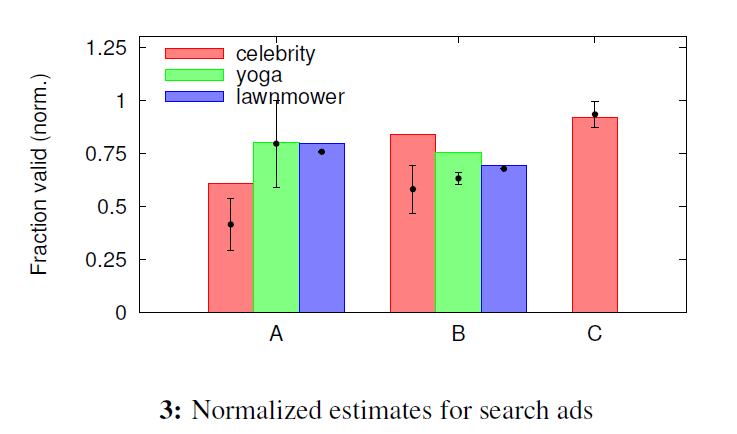 Fraction valid (norm.)
1.25
1
0.75
0.5
0.25
0
celebrity
yoga
lawnmower
A B C
3: Normalized estimates for search ads